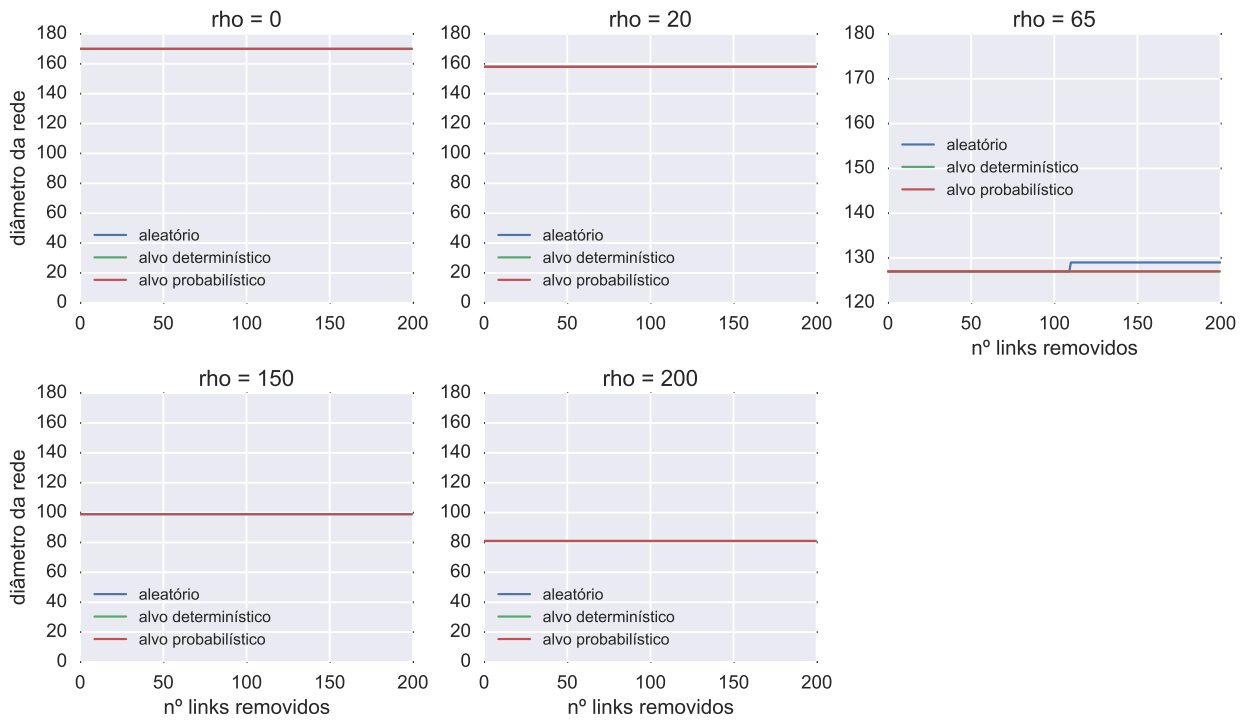 rho = 0
180
160
140
120
100
80
60
40
20
0
diâmetro da rede
aleatório
alvo determinístico
alvo probabilístico
0 50 100 150 200
rho = 20
180
160
140
120
100
80
60
40
20
0
aleatório
alvo determinístico
alvo probabilístico
0 50 100 150 200
rho = 65
180
170
160
150
140
130
120
aleatório
alvo determinístico
alvo probabilístico
0 50 100 150 200
nº links removidos
rho = 150
180
160
140
120
100
80
60
40
20
0
diâmetro da rede
aleatório
alvo determinístico
alvo probabilístico
0 50 100 150 200
nº links removidos
rho = 200
180
160
140
120
100
80
60
40
20
0
aleatório
alvo determinístico
alvo probabilístico
0 50 100 150 200
nº links removidos